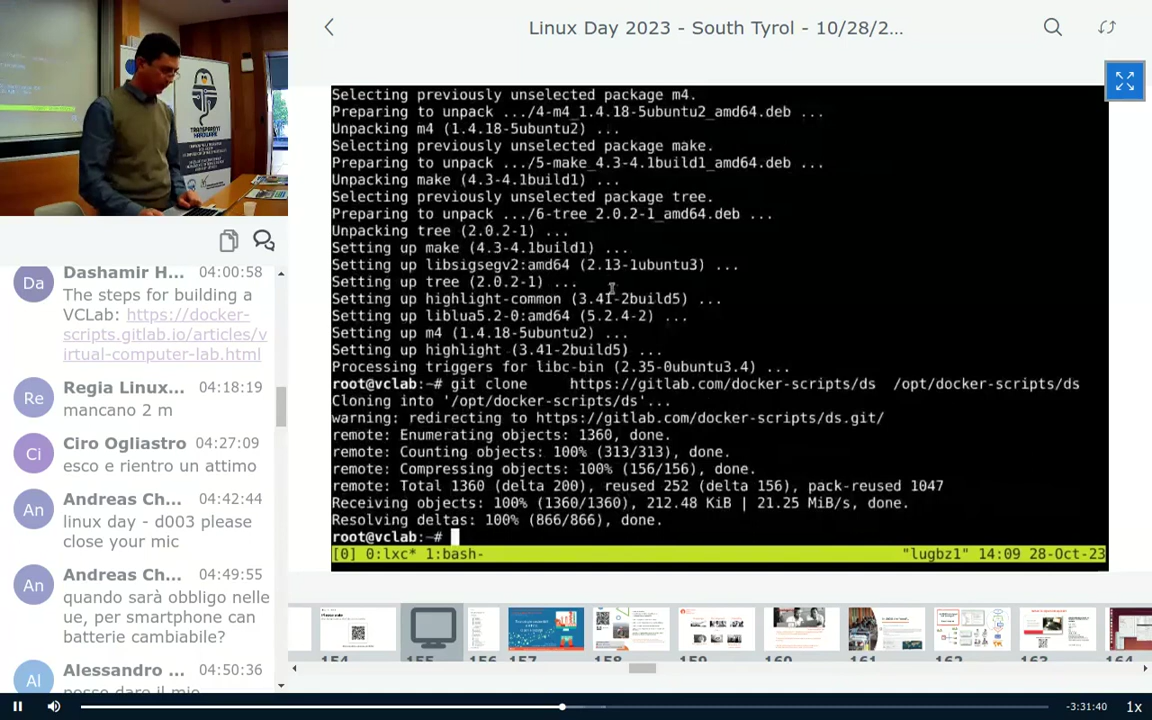 TRANSPARENT
HARDWARE
Linux Day 2023 - South Tyrol - 10/28/2...
Dashamir H... 04:00:58
The steps for building a
VCLab: https://docker-
scripts.gitlab.io/articles/v
irtual-computer-lab.html
Da
Regia Linux... 04:18:19
Re
mancano 2 m
Ciro Ogliastro 04:27:09
Ci
esco e rientro un attimo
Andreas Ch... 04:42:44
An
linux day - d003 please
close your mic
Andreas Ch... 04:49:55
An
quando sarà obbligo nelle
ue, per smartphone can
batterie cambiabile?
Alessandro ... 04:50:36
Al
posso dare il mio
Selecting previously unselected package m4.
Preparing to unpack .../4-m4_1.4.18-5ubuntu2_amd64.deb ...
Unpacking m4 (1.4.18-5ubuntu2) ...
Selecting previously unselected package make.
Preparing to unpack .../5-make_4.3-4.1build1_amd64.deb ...
Unpacking make (4.3-4.1build1) ...
Selecting previously unselected package tree.
Preparing to unpack .../6-tree_2.0.2-1_amd64.deb ...
Unpacking tree (2.0.2-1) ...
Setting up make (4.3-4.1build1) ...
Setting up libsigsegv2:amd64 (2.13-1ubuntu3) ...
Setting up tree (2.0.2-1) ...
Setting up highlight-common (3.41-2build5) ...
Setting up liblua5.2-0:amd64 (5.2.4-2) ...
Setting up m4 (1.4.18-5ubuntu2) ...
Setting up highlight (3.41-2build5) ...
Processing triggers for libc-bin (2.35-0ubuntu3.4) ...
root@vclab:~# git clone     https://gitlab.com/docker-scripts/ds  /opt/docker-scripts/ds
Cloning into '/opt/docker-scripts/ds'...
warning: redirecting to https://gitlab.com/docker-scripts/ds.git/
remote: Enumerating objects: 1360, done.
remote: Counting objects: 100% (313/313), done.
remote: Compressing objects: 100% (156/156), done.
remote: Total 1360 (delta 200), reused 252 (delta 156), pack-reused 1047
Receiving objects: 100% (1360/1360), 212.48 KiB | 21.25 MiB/s, done.
Resolving deltas: 100% (866/866), done.
root@vclab:~#
[0] 0:lxc* 1:bash- "lugbz1" 14:09 28-Oct-23
154 155 156 157 158 159 160 161 162 163 164
-3:31:40 1x